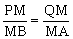 PM/MB = QM/MA